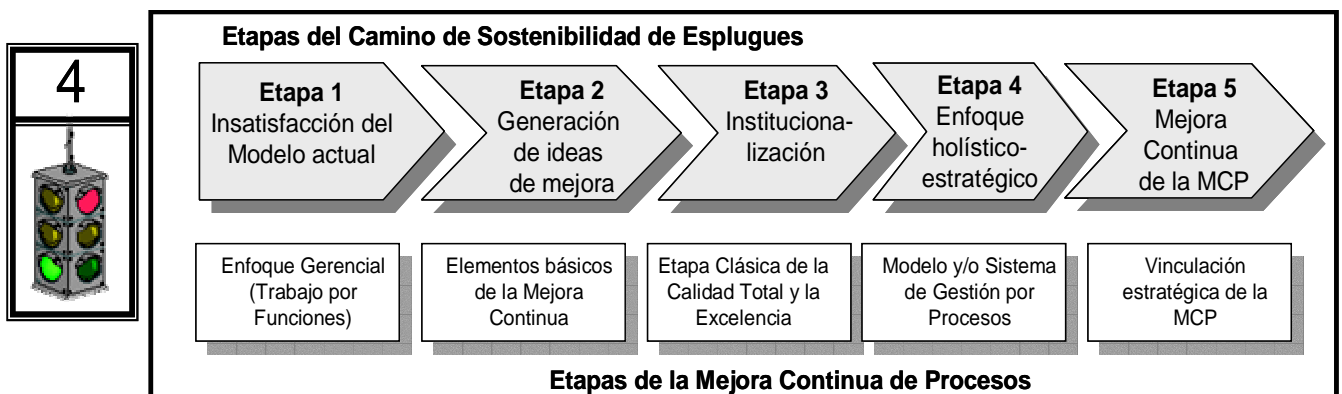 4
Etapas del Camino de Sostenibilidad de Esplugues
Etapa 1
Insatisfacción del
Modelo actual
Etapa 2
Generación
de ideas
de mejora
Etapa 3
Instituciona-
lización
Etapa 4
Enfoque
holístico-
estratégico
Etapa 5
Mejora
Continua
de la MCP
Enfoque Gerencial
(Trabajo por
Funciones)
Elementos básicos
de la Mejora
Continua
Etapa Clásica de la
Calidad Total y la
Excelencia
Modelo y/o Sistema
de Gestión por
Procesos
Vinculación
estratégica de la
MCP
Etapas de la Mejora Continua de Procesos